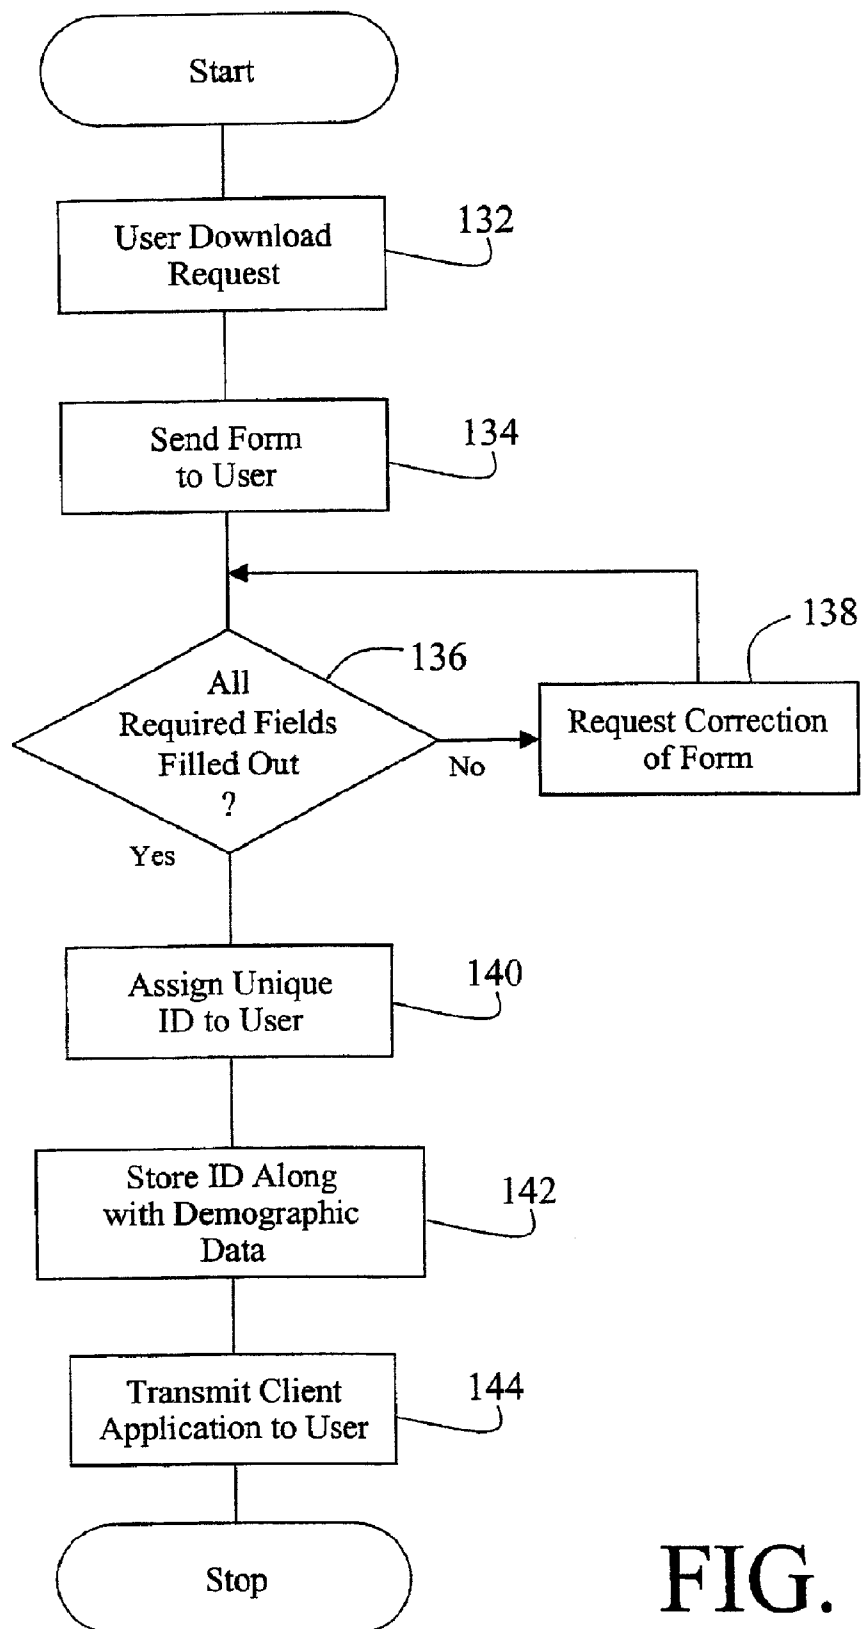 Start
User Download
Request
132
Send Form
to User
134
All
Required Fields
Filled Out
?
136
138
Request Correction
of Form
No
Yes
Assign Unique
ID to User
140
Store ID Along
with Demographic
Data
142
Transmit Client
Application to User
144
Stop
FIG.